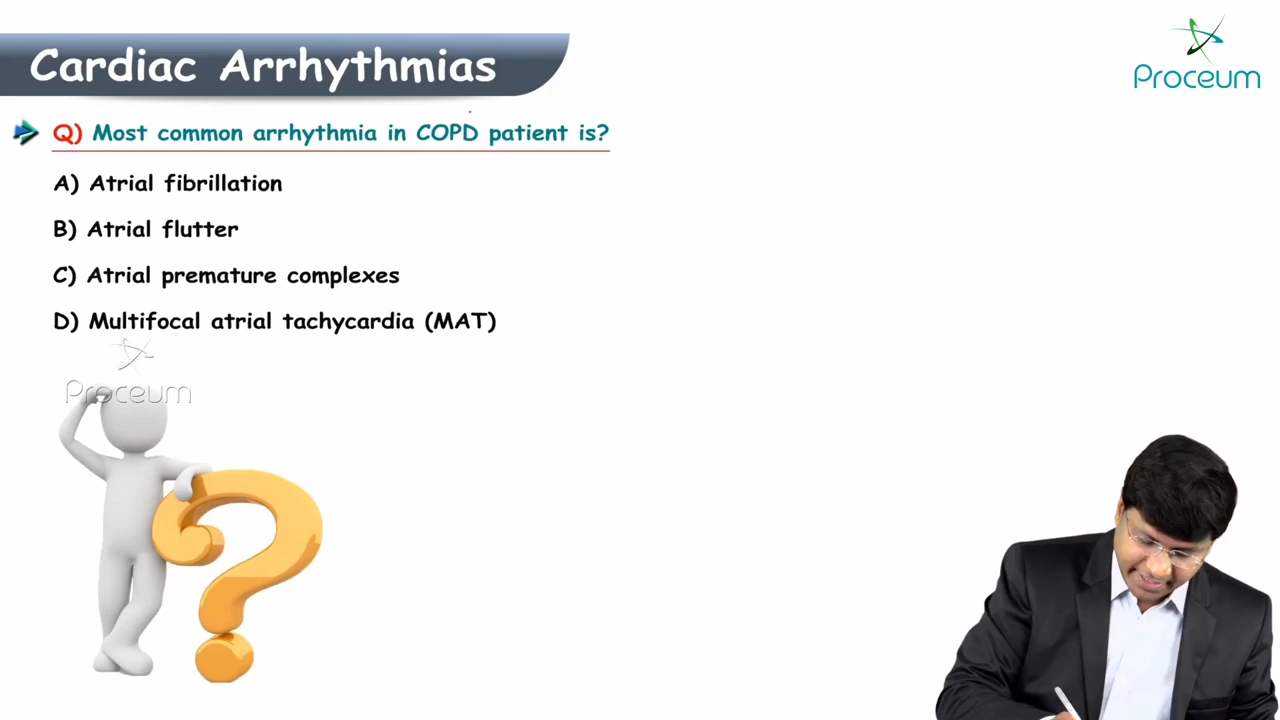 Cardiac Arrhythmias
Proceum
Q) Most common arrhythmia in COPD patient is?
A) Atrial fibrillation
B) Atrial flutter
C) Atrial premature complexes
D) Multifocal atrial tachycardia (MAT)
Proceum